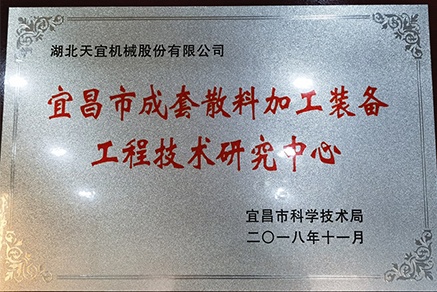 湖北天宜机械股份有限公司
宜昌市成套散料加工装备
工程技术研究中心
宜昌市科学技术局
二〇一八年十一月